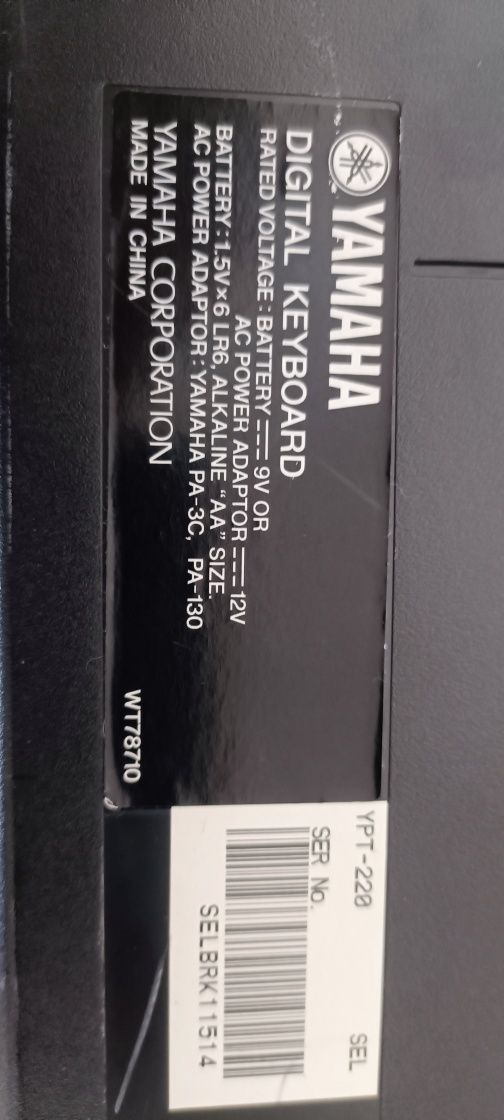 YAMAHA
DIGITAL KEYBOARD
RATED VOLTAGE : BATTERY ⎓ 9V OR
AC POWER ADAPTOR ⎓ 12V
BATTERY : 1.5V×6 LR6, ALKALINE “AA” SIZE.
AC POWER ADAPTOR : YAMAHA PA-3C, PA-130
YAMAHA CORPORATION
MADE IN CHINA
WT78710
YPT-220 SEL
SER No.
SELBRK11514